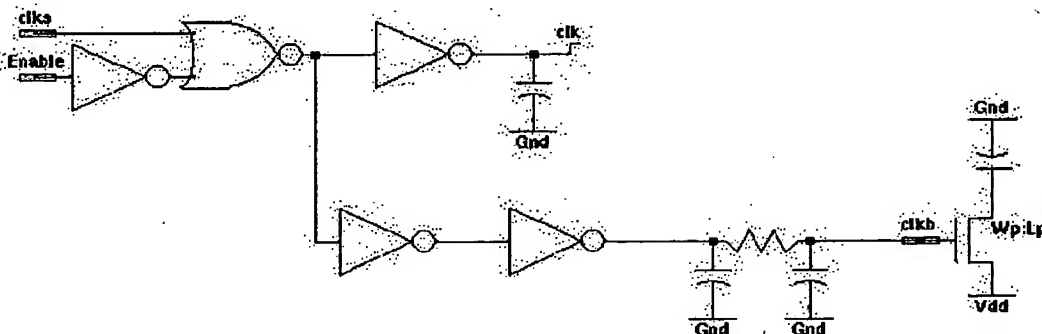 clks
clk
Enable
Gnd
Gnd
clkb
Wp:Lp
Gnd
Gnd
Vdd